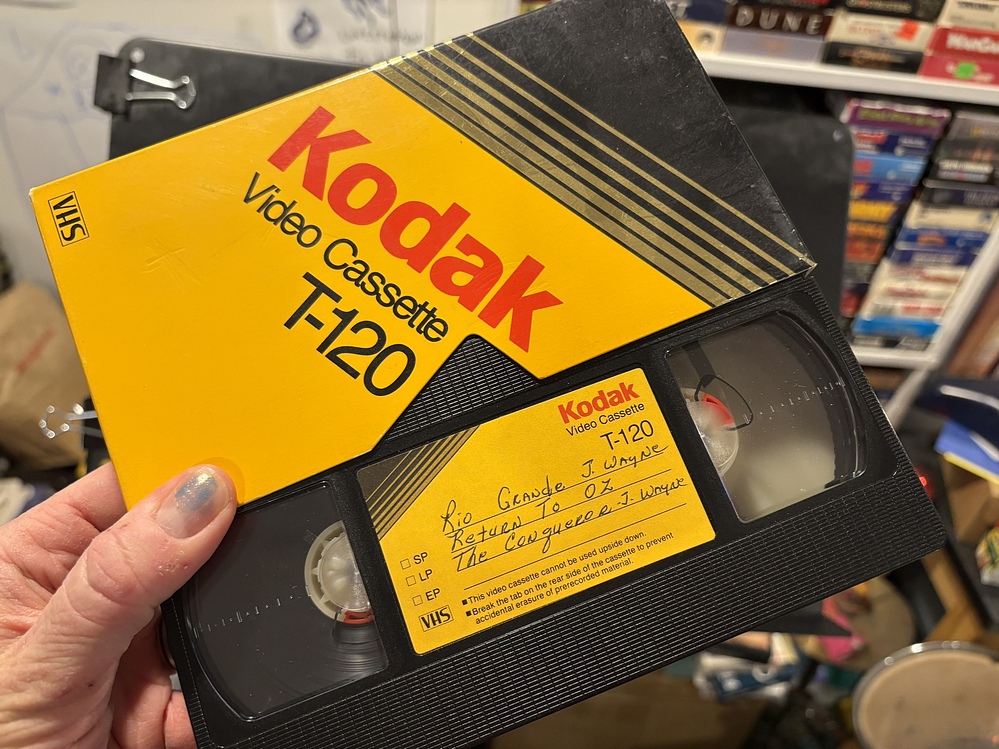 DUNE
VHS
Kodak
Video Cassette
T-120
Kodak
Video Cassette
T-120
Rio Grande J. Wayne
Return To OZ
The Conqueror - J. Wayne
SP
LP
EP
VHS
■ This video cassette cannot be used upside down.
■ Break the tab on the rear side of the cassette to prevent
accidental erasure of prerecorded material.